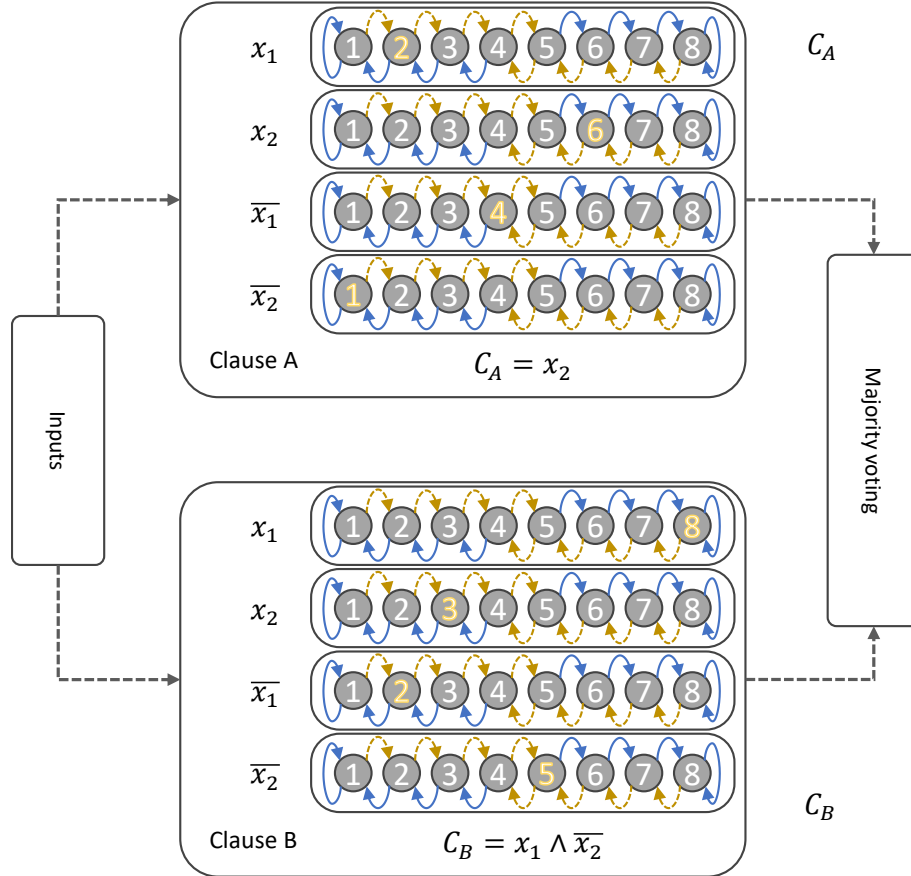 x₁ 1 2 3 4 5 6 7 8 C_A
x₂ 1 2 3 4 5 6 7 8
x̅₁ 1 2 3 4 5 6 7 8
x̅₂ 1 2 3 4 5 6 7 8
Clause A C_A = x₂
Inputs
Majority voting
x₁ 1 2 3 4 5 6 7 8
x₂ 1 2 3 4 5 6 7 8
x̅₁ 1 2 3 4 5 6 7 8
x̅₂ 1 2 3 4 5 6 7 8 C_B
Clause B C_B = x₁ ∧ x̅₂